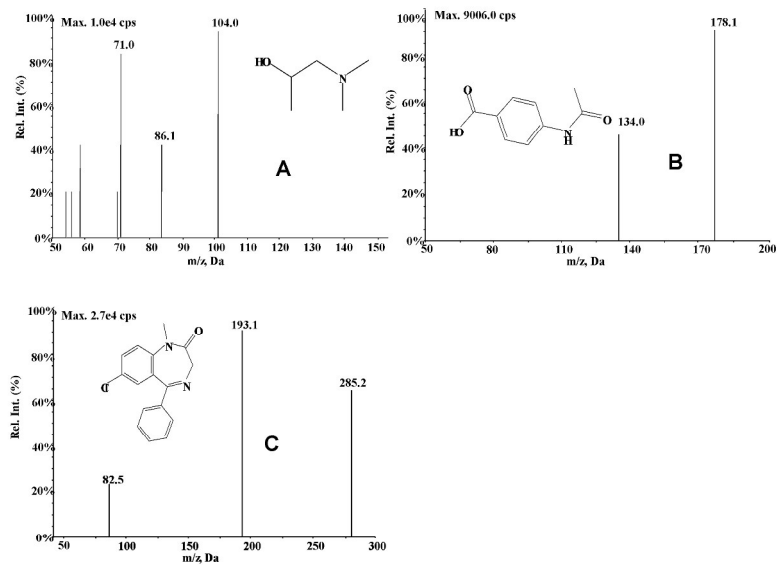 Max. 1.0e4 cps
104.0
71.0
86.1
HO
N
A
Rel. Int. (%)
100%
80%
60%
40%
20%
0%
50 60 70 80 90 100 110 120 130 140 150
m/z, Da
Max. 9006.0 cps
178.1
134.0
O
HO
N
H
O
B
Rel. Int. (%)
100%
80%
60%
40%
20%
0%
50 80 110 140 170 200
m/z, Da
Max. 2.7e4 cps
193.1
285.2
82.5
N
O
Cl
N
C
Rel. Int. (%)
100%
80%
60%
40%
20%
0%
50 100 150 200 250 300
m/z, Da